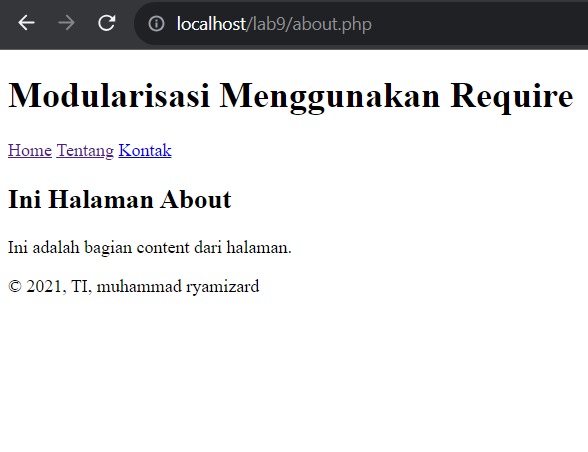 localhost/lab9/about.php
Modularisasi Menggunakan Require
Home Tentang Kontak
Ini Halaman About
Ini adalah bagian content dari halaman.
© 2021, TI, muhammad ryamizard